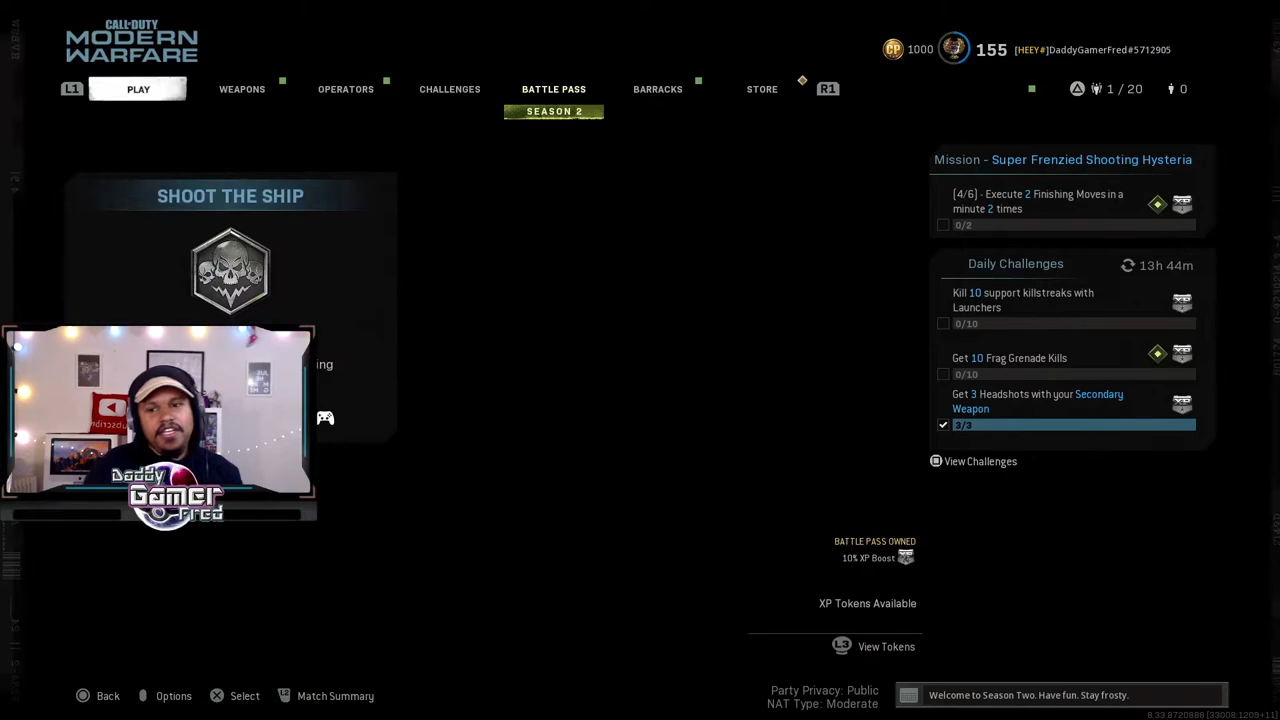 CALL OF DUTY
MODERN
WARFARE
CP 1000 155 [HEEY#]DaddyGamerFred#5712905
L1 PLAY WEAPONS OPERATORS CHALLENGES BATTLE PASS BARRACKS STORE R1 1 / 20 0
SEASON 2
SHOOT THE SHIP
ing
Daddy
Gamer
Fred
Mission - Super Frenzied Shooting Hysteria
[4/6] - Execute 2 Finishing Moves in a
minute 2 times
0/2
Daily Challenges 13h 44m
Kill 10 support killstreaks with
Launchers
0/10
Get 10 Frag Grenade Kills
0/10
Get 3 Headshots with your Secondary
Weapon
3/3
View Challenges
BATTLE PASS OWNED
10% XP Boost
XP Tokens Available
L3 View Tokens
Back Options Select L2 Match Summary
Party Privacy: Public
NAT Type: Moderate
Welcome to Season Two. Have fun. Stay frosty.